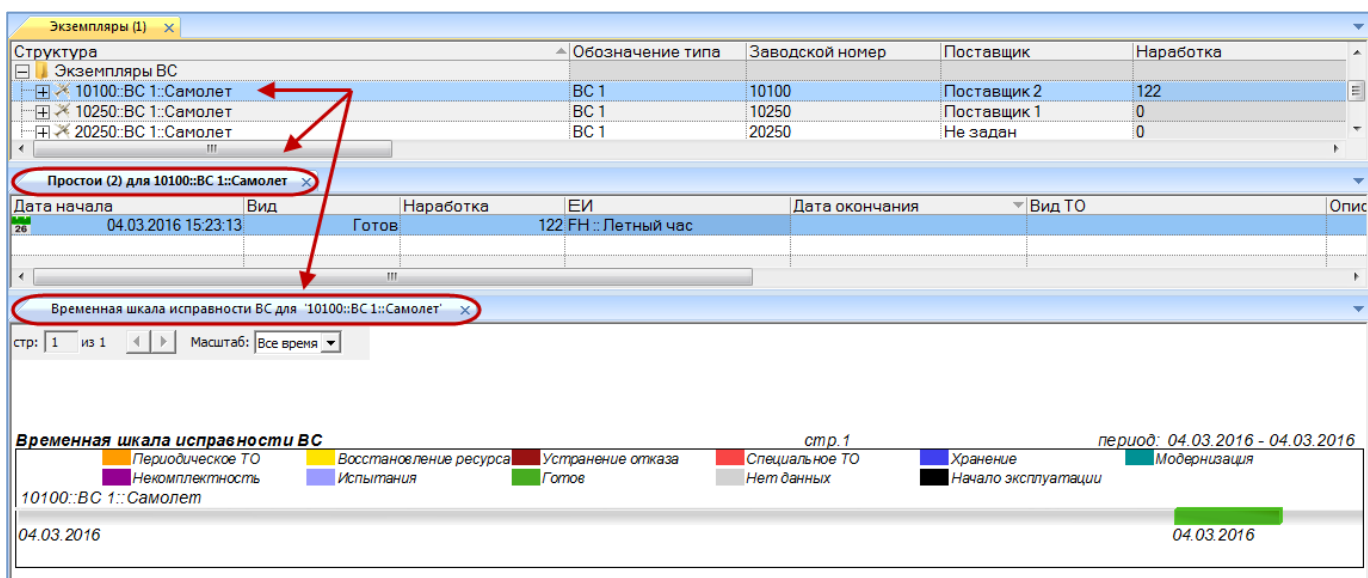 Экземпляры (1)
Структура Обозначение типа Заводской номер Поставщик Наработка
Экземпляры ВС
10100::ВС 1::Самолет ВС 1 10100 Поставщик 2 122
10250::ВС 1::Самолет ВС 1 10250 Поставщик 1 0
20250::ВС 1::Самолет ВС 1 20250 Не задан 0
Простои (2) для 10100::ВС 1::Самолет
Дата начала Вид Наработка ЕИ Дата окончания Вид ТО Опис
26 04.03.2016 15:23:13 Готов 122 FH :: Летный час
Временная шкала исправности ВС для '10100::ВС 1::Самолет'
стр: 1 из 1 Масштаб: Все время
Временная шкала исправности ВС стр.1 период: 04.03.2016 - 04.03.2016
Периодическое ТО Восстановление ресурса Устранение отказа Специальное ТО Хранение Модернизация
Некомплектность Испытания Готов Нет данных Начало эксплуатации
10100::ВС 1::Самолет
04.03.2016 04.03.2016